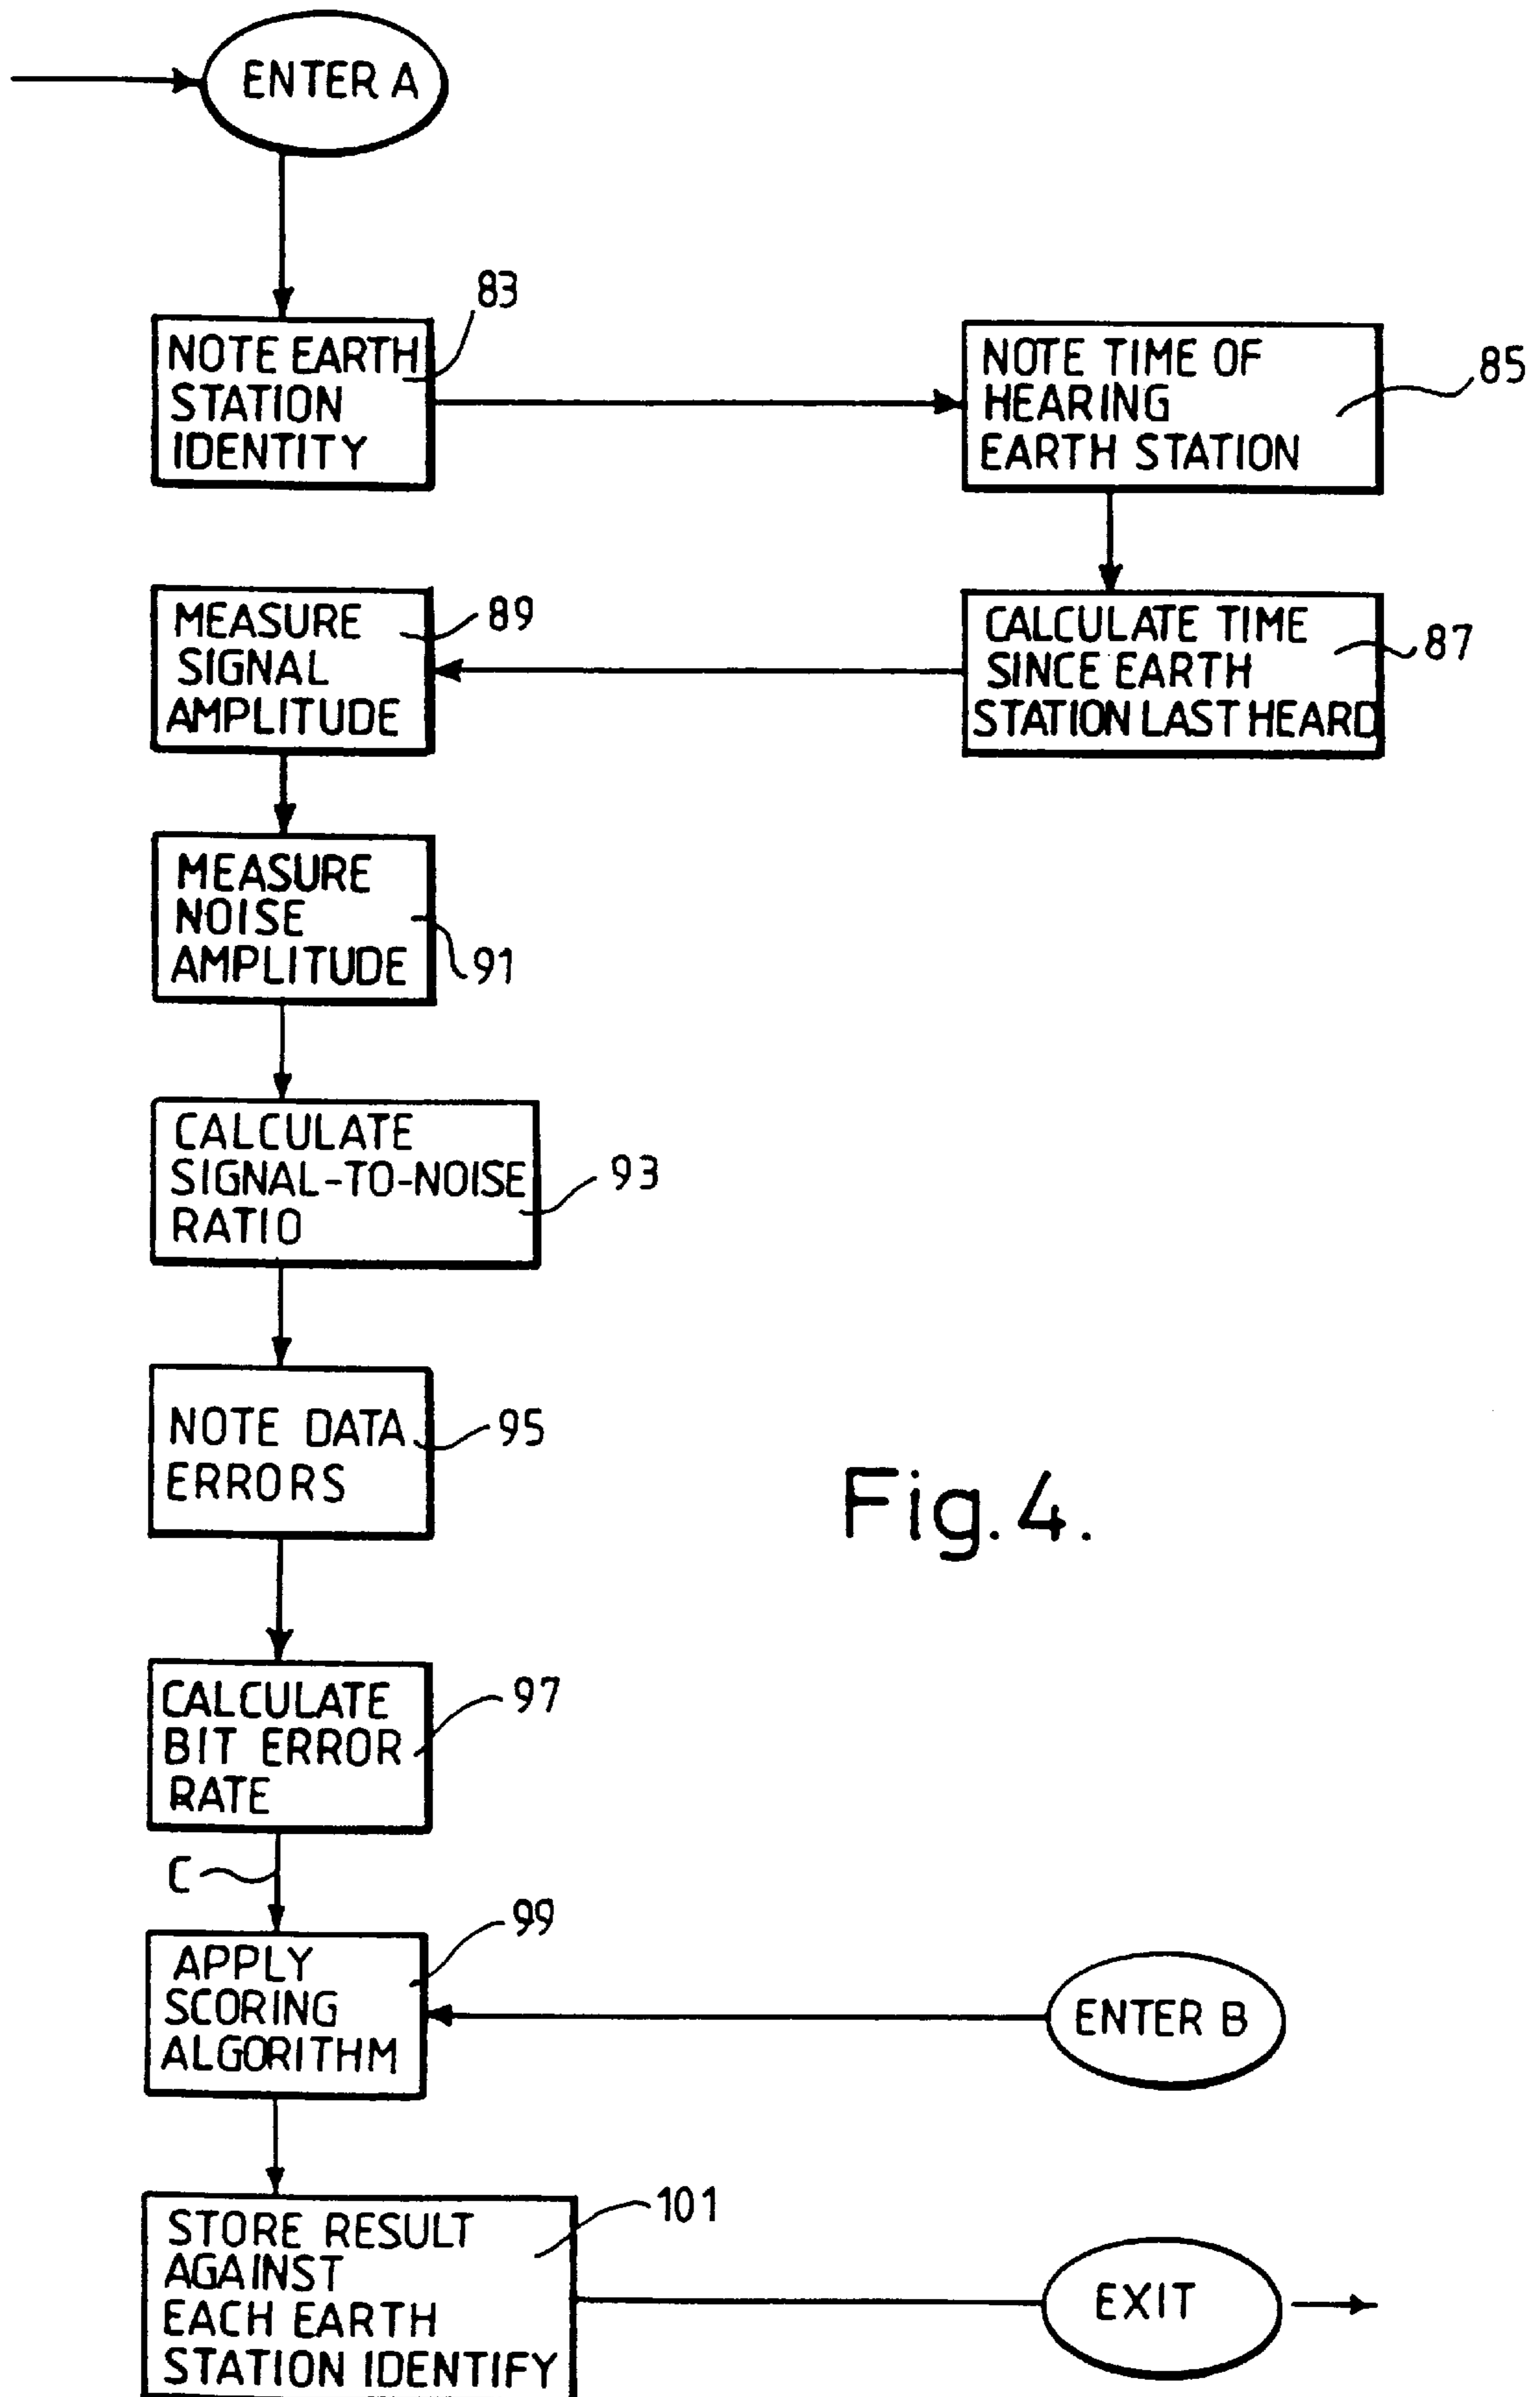 ENTER A
83
NOTE EARTH
STATION
IDENTITY
NOTE TIME OF
HEARING
EARTH STATION
85
CALCULATE TIME
SINCE EARTH
STATION LAST HEARD
87
MEASURE
SIGNAL
AMPLITUDE
89
MEASURE
NOISE
AMPLITUDE
91
CALCULATE
SIGNAL-TO-NOISE
RATIO
93
NOTE DATA
ERRORS
95
Fig.4.
CALCULATE
BIT ERROR
RATE
97
C
99
APPLY
SCORING
ALGORITHM
ENTER B
STORE RESULT
AGAINST
EACH EARTH
STATION IDENTIFY
101
EXIT